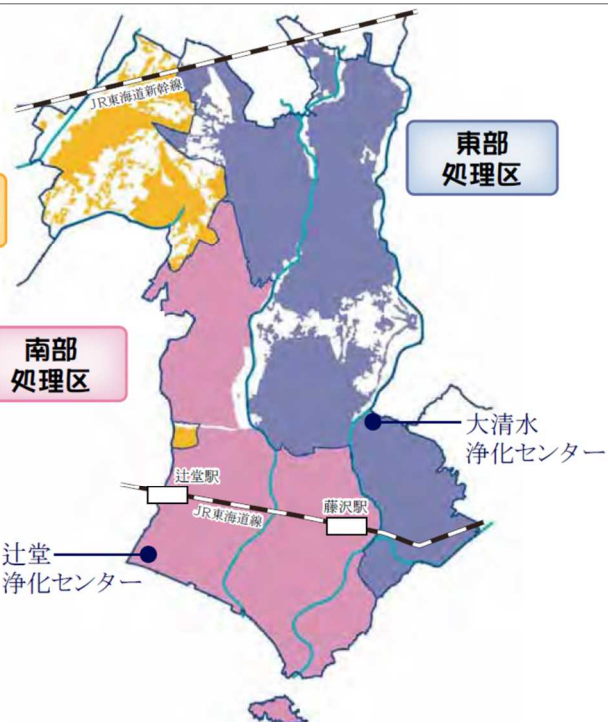 JR東海道新幹線
東部
処理区
南部
処理区
大清水
浄化センター
辻堂駅
藤沢駅
JR東海道線
辻堂
浄化センター